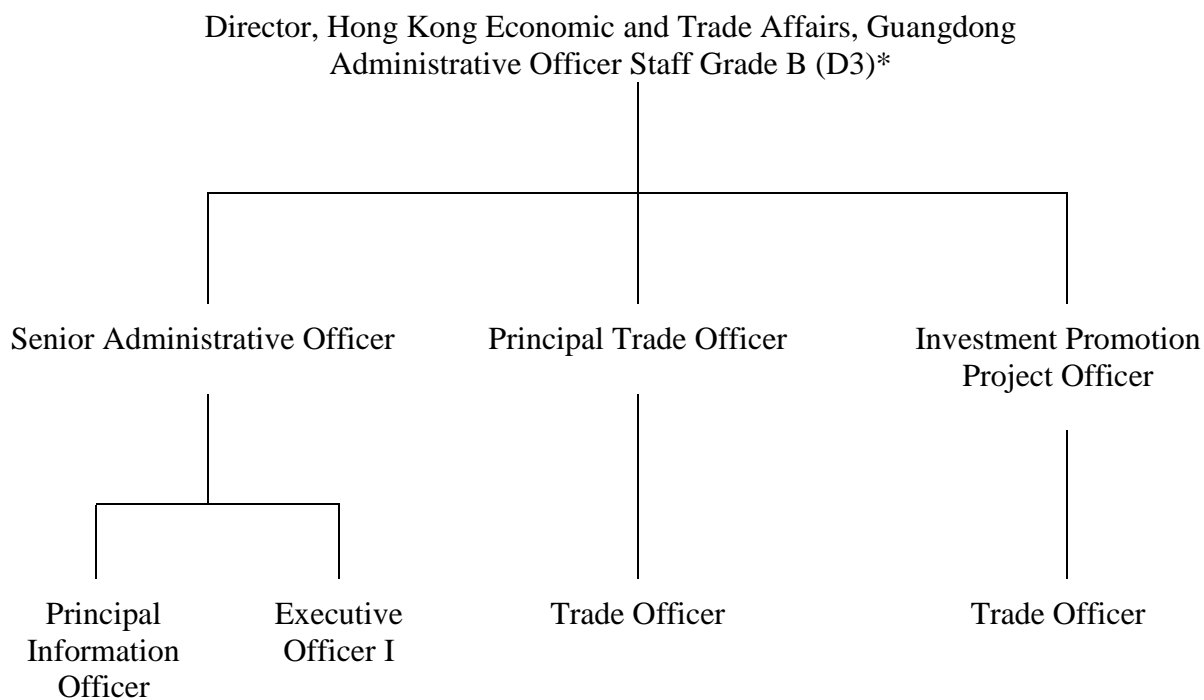 Director, Hong Kong Economic and Trade Affairs, Guangdong
Administrative Officer Staff Grade B (D3)*
Senior Administrative Officer
Principal Trade Officer
Investment Promotion
Project Officer
Principal
Information
Officer
Executive
Officer I
Trade Officer
Trade Officer